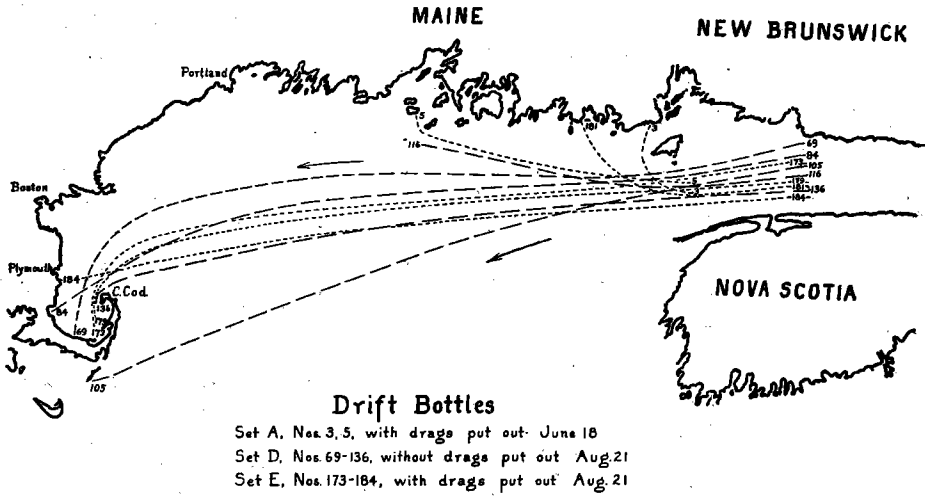 MAINE
NEW BRUNSWICK
Portland
5
181
3
116
69
84
173
105
116
179
181
136
184
5
3
Boston
Plymouth
184
C. Cod.
84
136
179
69
173
105
NOVA SCOTIA
Drift Bottles
Set A, Nos. 3, 5, with drags put out June 18
Set D, Nos. 69-136, without drags put out Aug. 21
Set E, Nos. 173-184, with drags put out Aug. 21